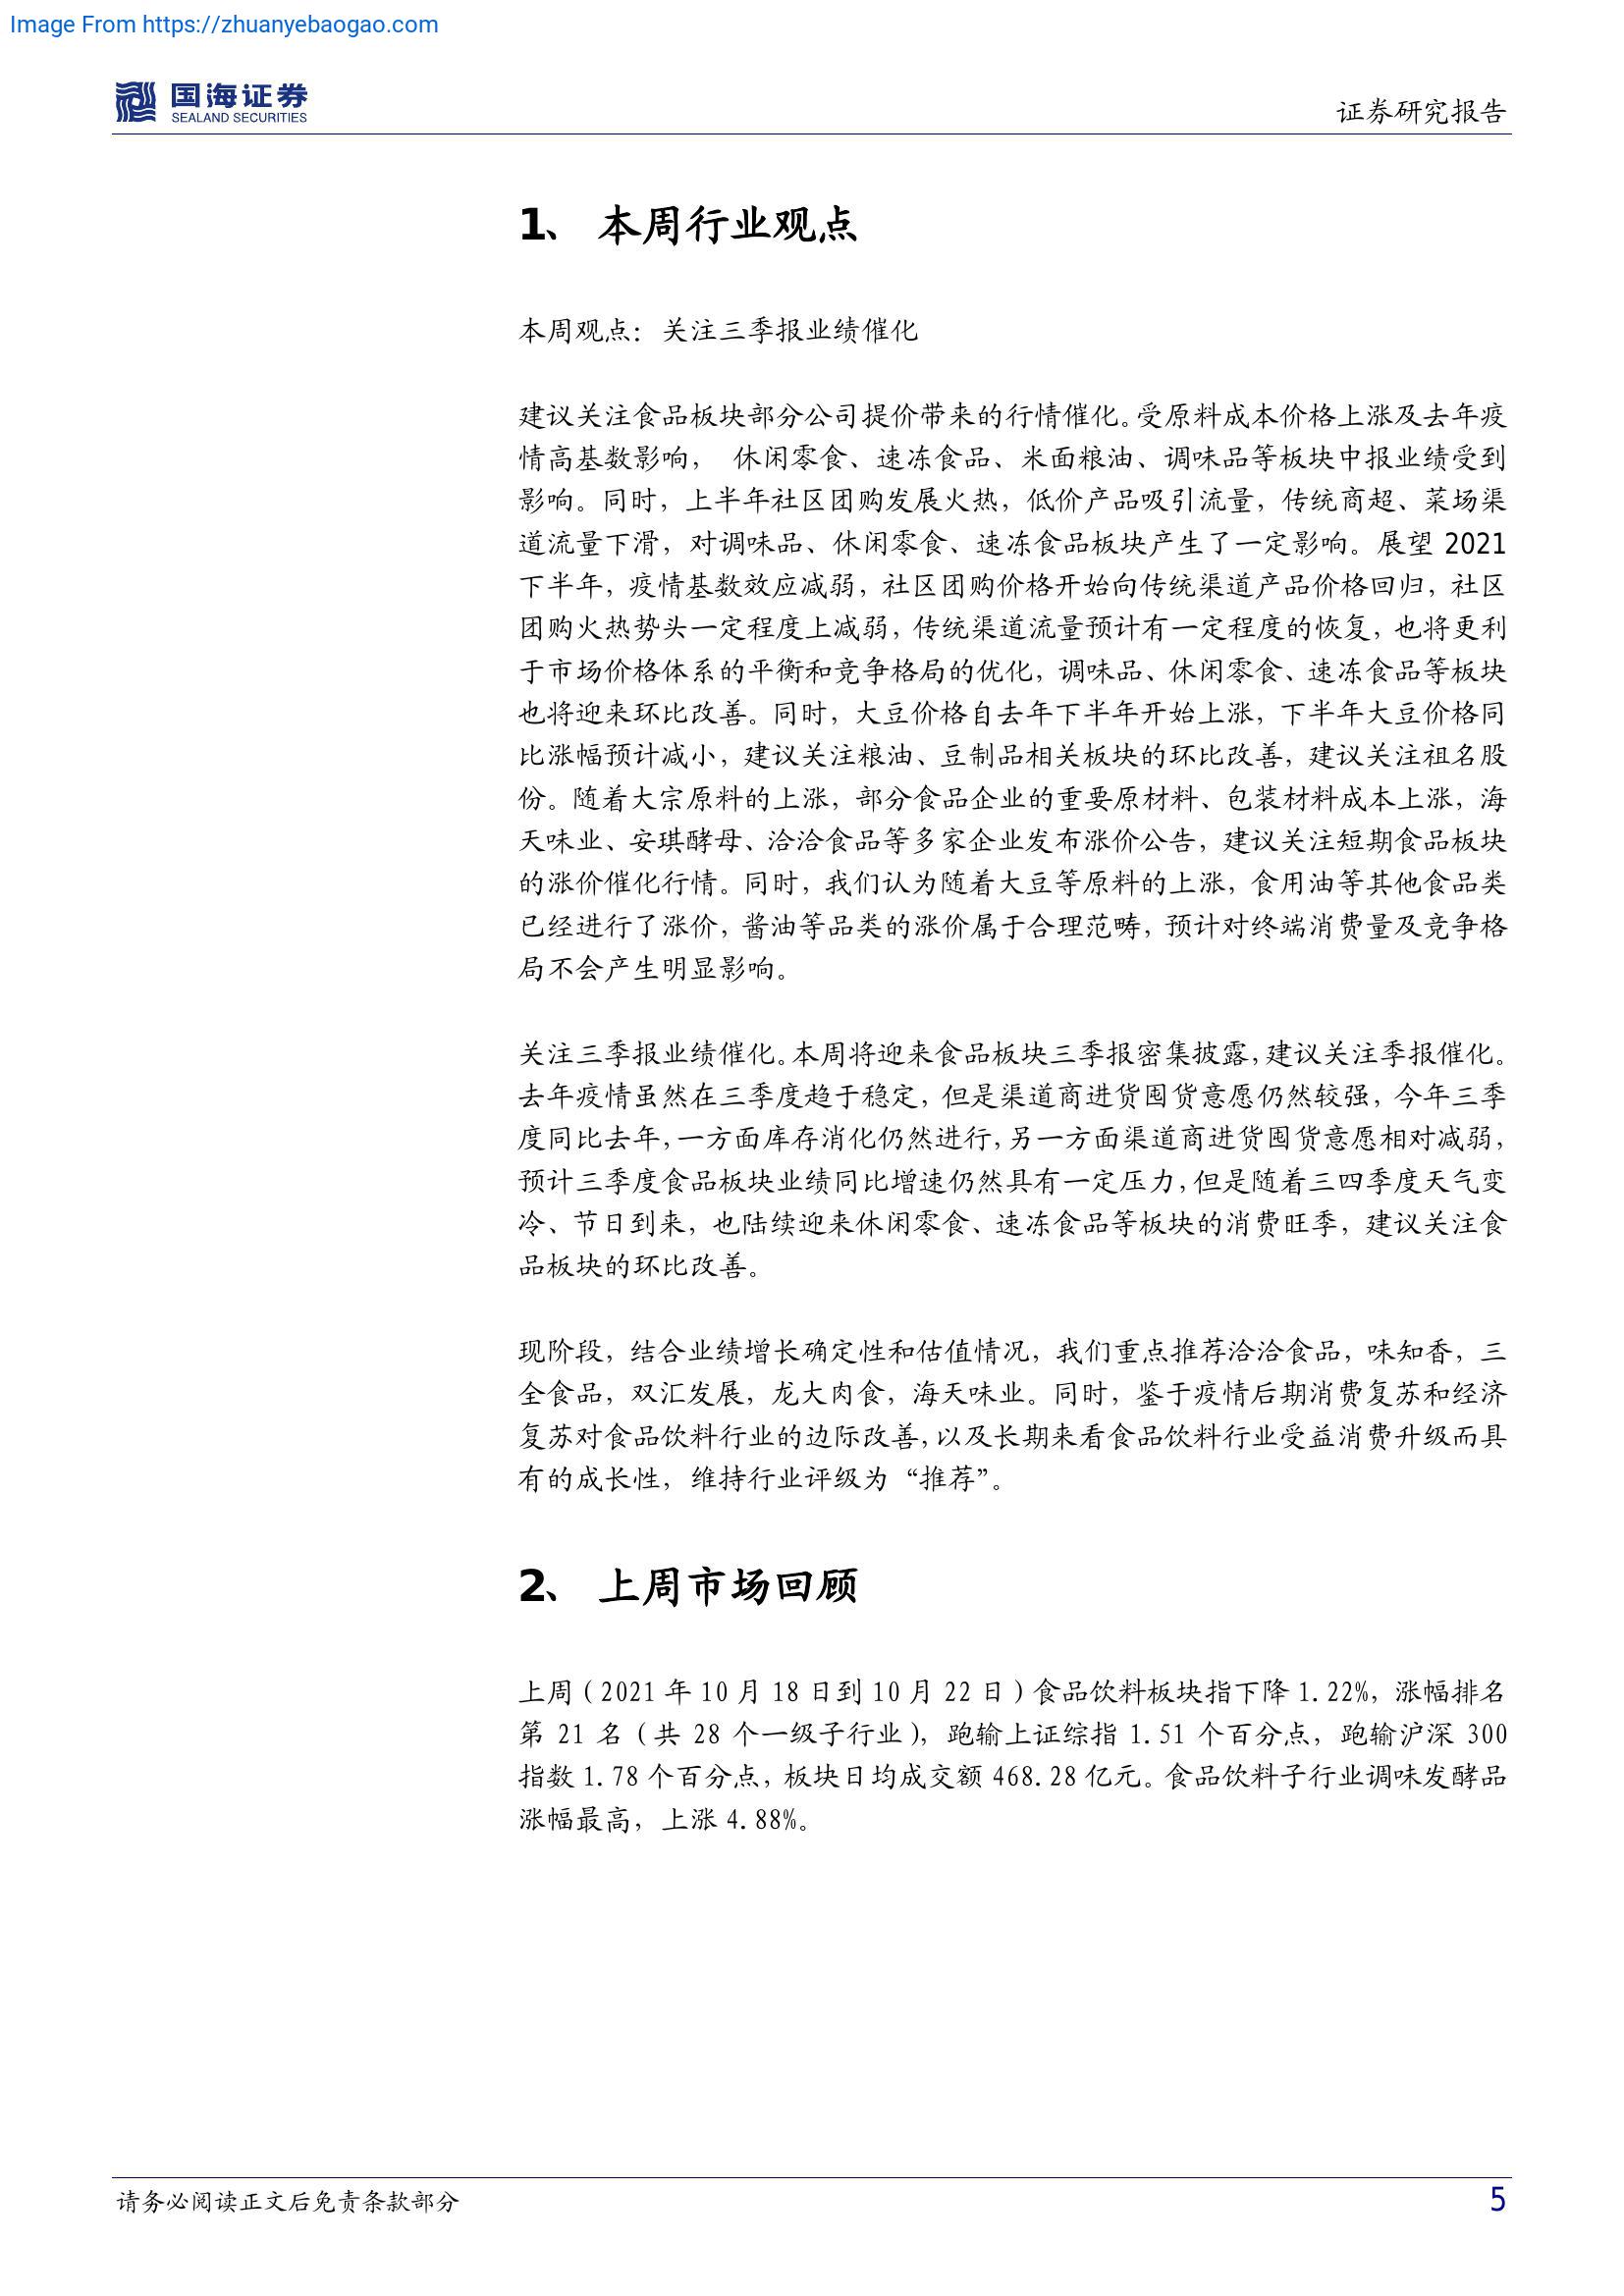 Image From https://zhuanyebaogao.com
国海证券
SEALAND SECURITIES
证券研究报告
1、 本周行业观点
本周观点：关注三季报业绩催化
建议关注食品板块部分公司提价带来的行情催化。受原料成本价格上涨及去年疫
情高基数影响， 休闲零食、速冻食品、米面粮油、调味品等板块中报业绩受到
影响。同时，上半年社区团购发展火热，低价产品吸引流量，传统商超、菜场渠
道流量下滑，对调味品、休闲零食、速冻食品板块产生了一定影响。展望 2021
下半年，疫情基数效应减弱，社区团购价格开始向传统渠道产品价格回归，社区
团购火热势头一定程度上减弱，传统渠道流量预计有一定程度的恢复，也将更利
于市场价格体系的平衡和竞争格局的优化，调味品、休闲零食、速冻食品等板块
也将迎来环比改善。同时，大豆价格自去年下半年开始上涨，下半年大豆价格同
比涨幅预计减小，建议关注粮油、豆制品相关板块的环比改善，建议关注祖名股
份。随着大宗原料的上涨，部分食品企业的重要原材料、包装材料成本上涨，海
天味业、安琪酵母、洽洽食品等多家企业发布涨价公告，建议关注短期食品板块
的涨价催化行情。同时，我们认为随着大豆等原料的上涨，食用油等其他食品类
已经进行了涨价，酱油等品类的涨价属于合理范畴，预计对终端消费量及竞争格
局不会产生明显影响。
关注三季报业绩催化。本周将迎来食品板块三季报密集披露，建议关注季报催化。
去年疫情虽然在三季度趋于稳定，但是渠道商进货囤货意愿仍然较强，今年三季
度同比去年，一方面库存消化仍然进行，另一方面渠道商进货囤货意愿相对减弱，
预计三季度食品板块业绩同比增速仍然具有一定压力，但是随着三四季度天气变
冷、节日到来，也陆续迎来休闲零食、速冻食品等板块的消费旺季，建议关注食
品板块的环比改善。
现阶段，结合业绩增长确定性和估值情况，我们重点推荐洽洽食品，味知香，三
全食品，双汇发展，龙大肉食，海天味业。同时，鉴于疫情后期消费复苏和经济
复苏对食品饮料行业的边际改善，以及长期来看食品饮料行业受益消费升级而具
有的成长性，维持行业评级为“推荐”。
2、 上周市场回顾
上周（2021 年 10 月 18 日到 10 月 22 日）食品饮料板块指下降 1.22%，涨幅排名
第 21 名（共 28 个一级子行业），跑输上证综指 1.51 个百分点，跑输沪深 300
指数 1.78 个百分点，板块日均成交额 468.28 亿元。食品饮料子行业调味发酵品
涨幅最高，上涨 4.88%。
请务必阅读正文后免责条款部分
5